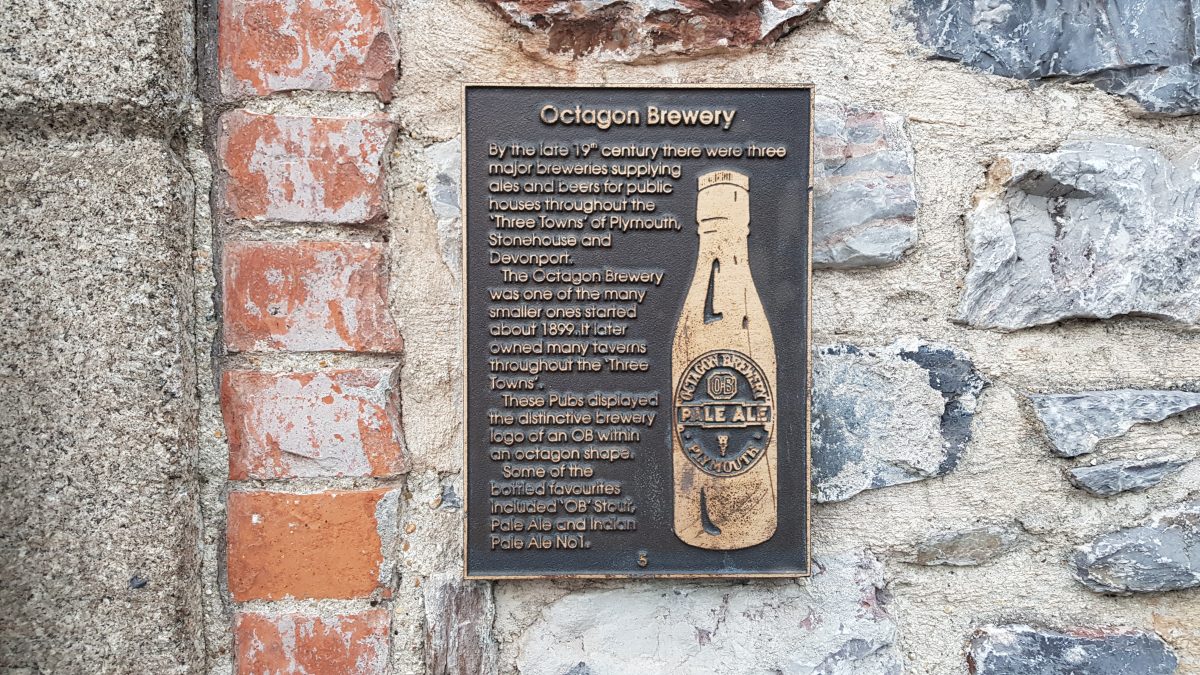 Octagon Brewery
By the late 19th century there were three
major breweries supplying
ales and beers for public
houses throughout the
'Three Towns' of Plymouth,
Stonehouse and
Devonport.
The Octagon Brewery
was one of the many
smaller ones started
about 1899. It later
owned many taverns
throughout the 'Three
Towns'.
These Pubs displayed
the distinctive brewery
logo of an OB within
an octagon shape.
Some of the
bottled favourites
included 'OB' Stout,
Pale Ale and Indian
Pale Ale No1.
OCTAGON BREWERY
OB
PALE ALE
PLYMOUTH
5